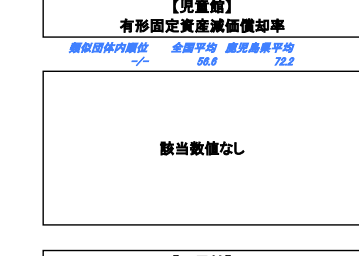 【児童館】
有形固定資産減価償却率
類似団体内順位 全国平均 鹿児島県平均
-/- 56.6 72.2
該当数値なし